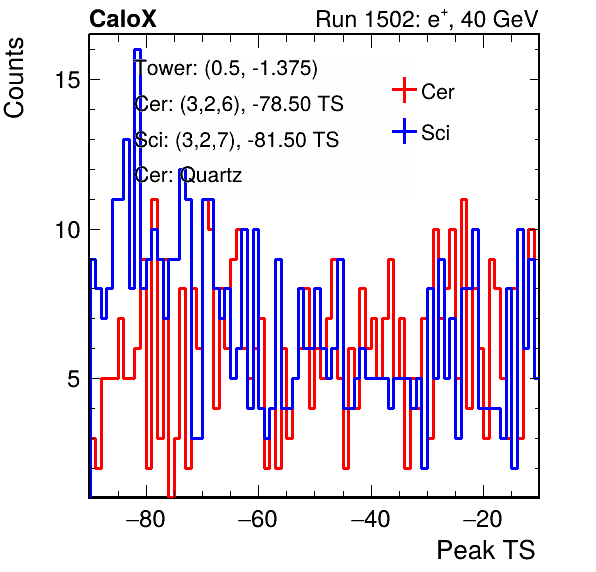 CaloX Run 1502: e⁺, 40 GeV
Counts
Tower: (0.5, -1.375)
Cer: (3,2,6), -78.50 TS
Sci: (3,2,7), -81.50 TS
Cer: Quartz
Cer
Sci
15
10
5
−80 −60 −40 −20
Peak TS